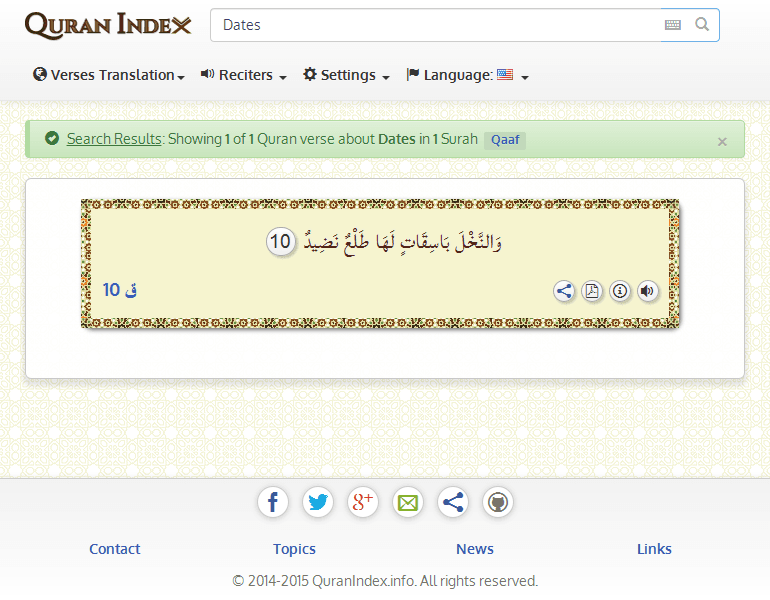 QURAN INDEX
Dates
Verses Translation Reciters Settings Language:
Search Results: Showing 1 of 1 Quran verse about Dates in 1 Surah Qaaf
×
وَالنَّخْلَ بَاسِقَاتٍ لَهَا طَلْعٌ نَضِيدٌ 10
ق 10
Contact Topics News Links
© 2014-2015 QuranIndex.info. All rights reserved.